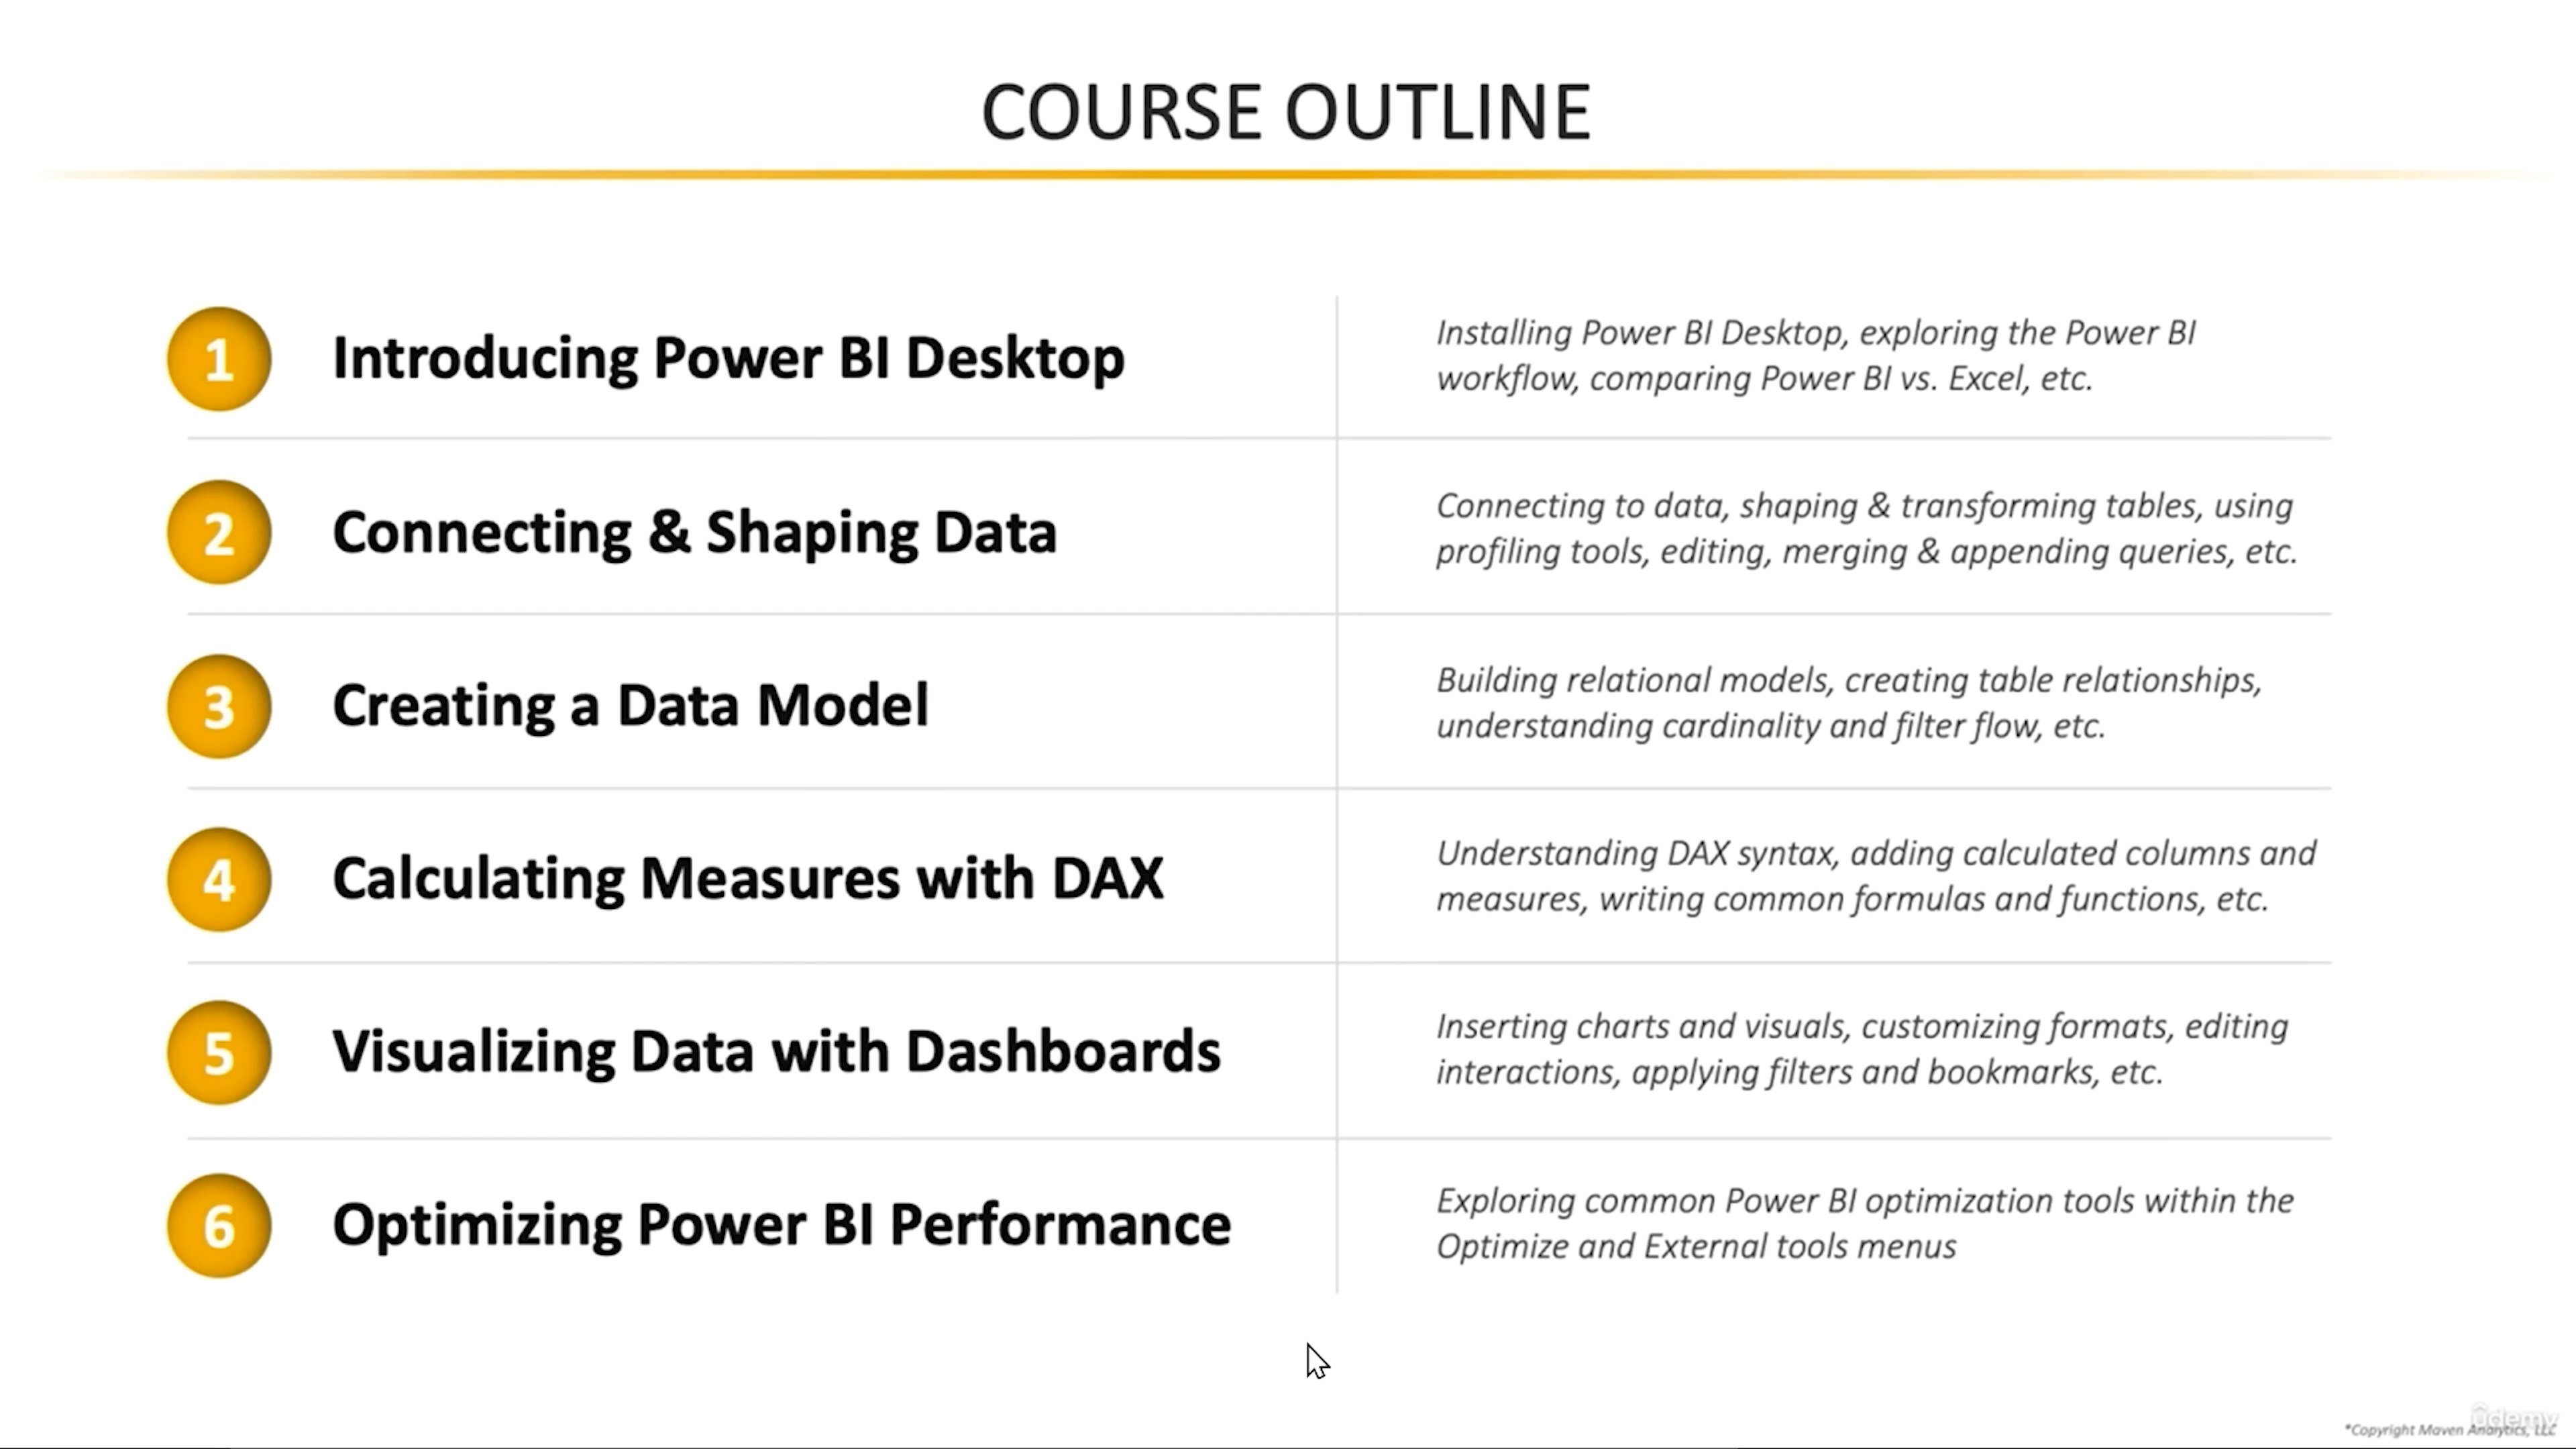 COURSE OUTLINE
1
Introducing Power BI Desktop
Installing Power BI Desktop, exploring the Power BI
workflow, comparing Power BI vs. Excel, etc.
2
Connecting & Shaping Data
Connecting to data, shaping & transforming tables, using
profiling tools, editing, merging & appending queries, etc.
3
Creating a Data Model
Building relational models, creating table relationships,
understanding cardinality and filter flow, etc.
4
Calculating Measures with DAX
Understanding DAX syntax, adding calculated columns and
measures, writing common formulas and functions, etc.
5
Visualizing Data with Dashboards
Inserting charts and visuals, customizing formats, editing
interactions, applying filters and bookmarks, etc.
6
Optimizing Power BI Performance
Exploring common Power BI optimization tools within the
Optimize and External tools menus
udemy
*Copyright Maven Analytics, LLC